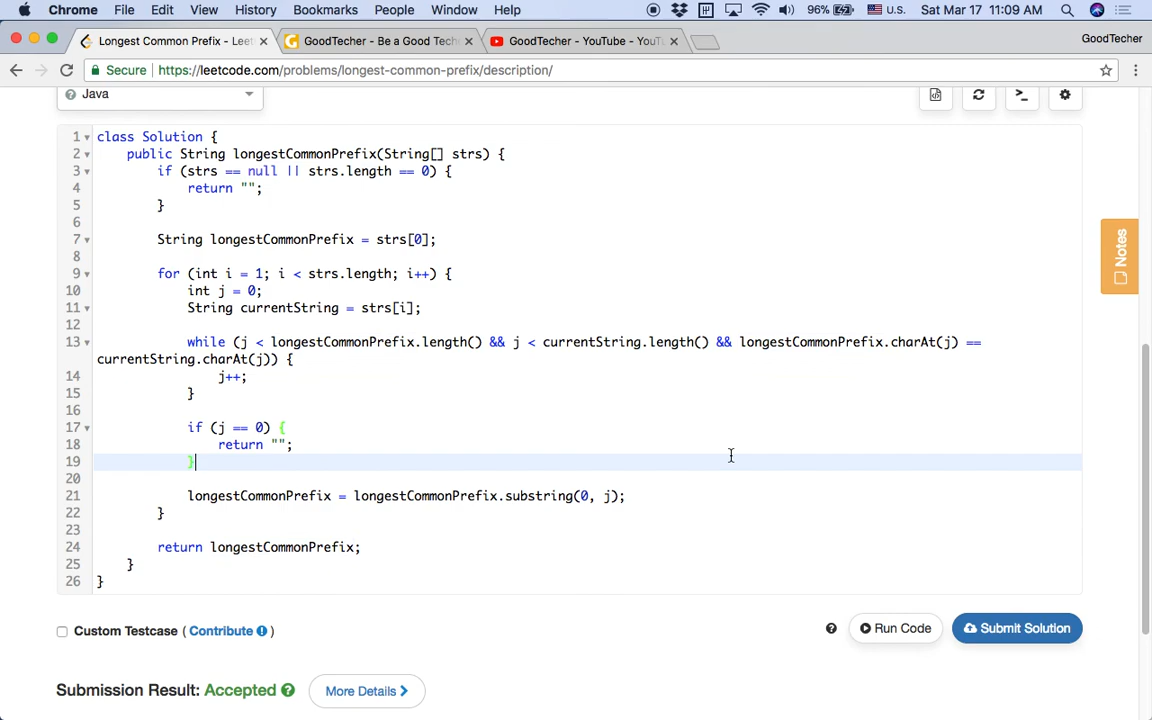 Chrome File Edit View History Bookmarks People Window Help 96% U.S. Sat Mar 17 11:09 AM
Longest Common Prefix - Leet GoodTecher - Be a Good Tech GoodTecher - YouTube - YouT GoodTecher
Secure https://leetcode.com/problems/longest-common-prefix/description/
Java
1 class Solution {
2 public String longestCommonPrefix(String[] strs) {
3 if (strs == null || strs.length == 0) {
4 return "";
5 }
6
7 String longestCommonPrefix = strs[0];
8
9 for (int i = 1; i < strs.length; i++) {
10 int j = 0;
11 String currentString = strs[i];
12
13 while (j < longestCommonPrefix.length() && j < currentString.length() && longestCommonPrefix.charAt(j) ==
currentString.charAt(j)) {
14 j++;
15 }
16
17 if (j == 0) {
18 return "";
19 }
20
21 longestCommonPrefix = longestCommonPrefix.substring(0, j);
22 }
23
24 return longestCommonPrefix;
25 }
26 }
Notes
Custom Testcase ( Contribute ) Run Code Submit Solution
Submission Result: Accepted More Details